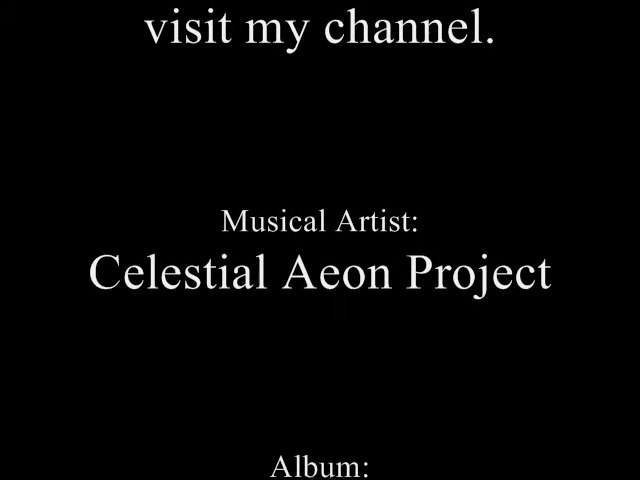 visit my channel.
Musical Artist:
Celestial Aeon Project
Album: